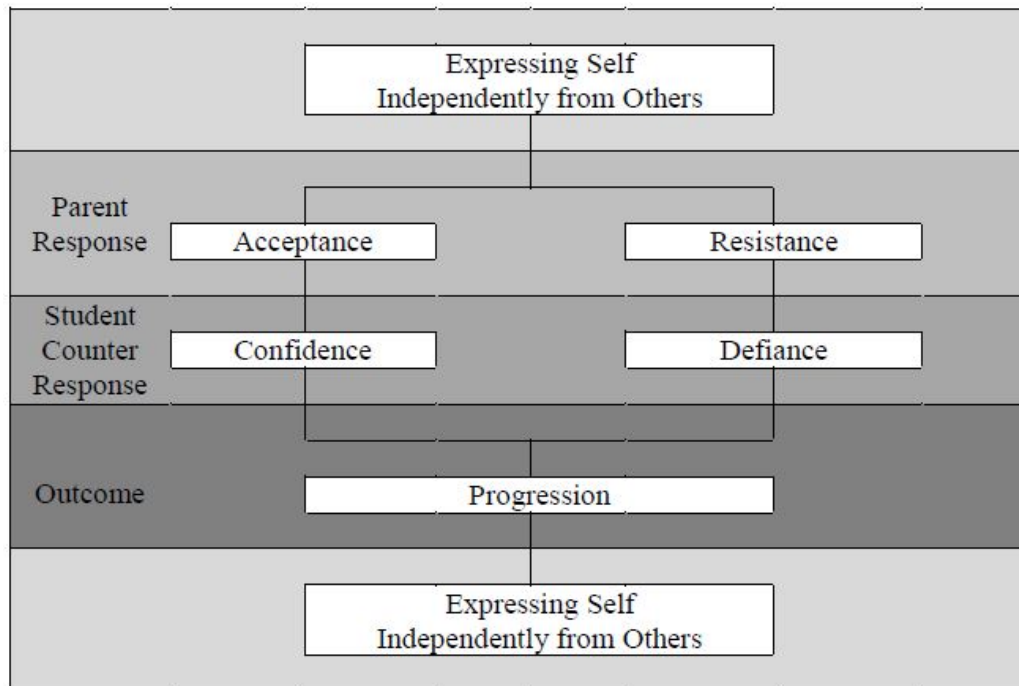 Expressing Self
Independently from Others
Parent
Response
Acceptance
Resistance
Student
Counter
Response
Confidence
Defiance
Outcome
Progression
Expressing Self
Independently from Others